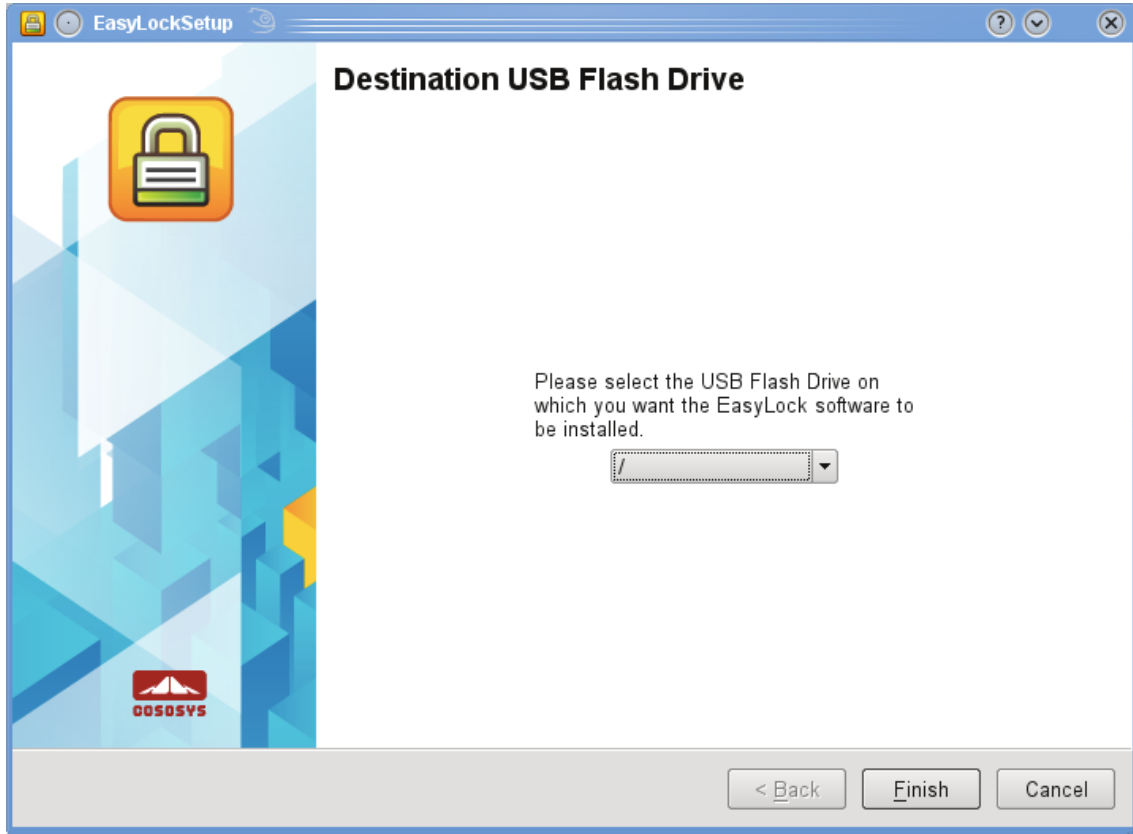 EasyLockSetup
Destination USB Flash Drive
Please select the USB Flash Drive on
which you want the EasyLock software to
be installed.
/
COSOSYS
< Back
Finish
Cancel